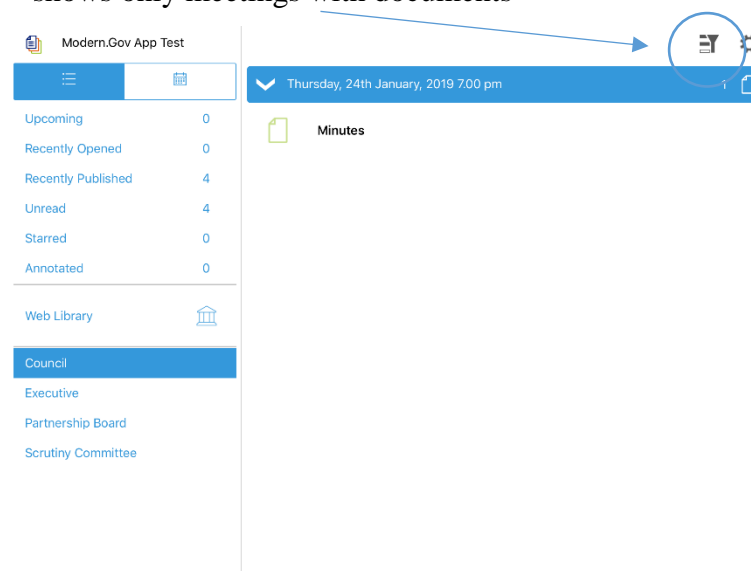 shows only meetings with documents
Modern.Gov App Test
Thursday, 24th January, 2019 7.00 pm 1
Minutes
Upcoming 0
Recently Opened 0
Recently Published 4
Unread 4
Starred 0
Annotated 0
Web Library
Council
Executive
Partnership Board
Scrutiny Committee